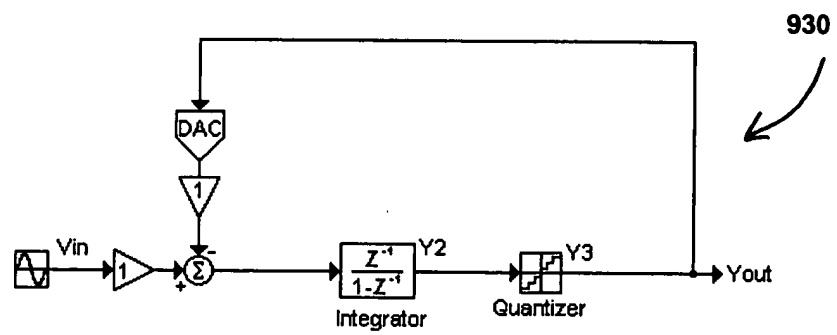 930
DAC
1
Vin
1
Σ
-
+
Z⁻¹
1-Z⁻¹
Integrator
Y2
Y3
Quantizer
Yout